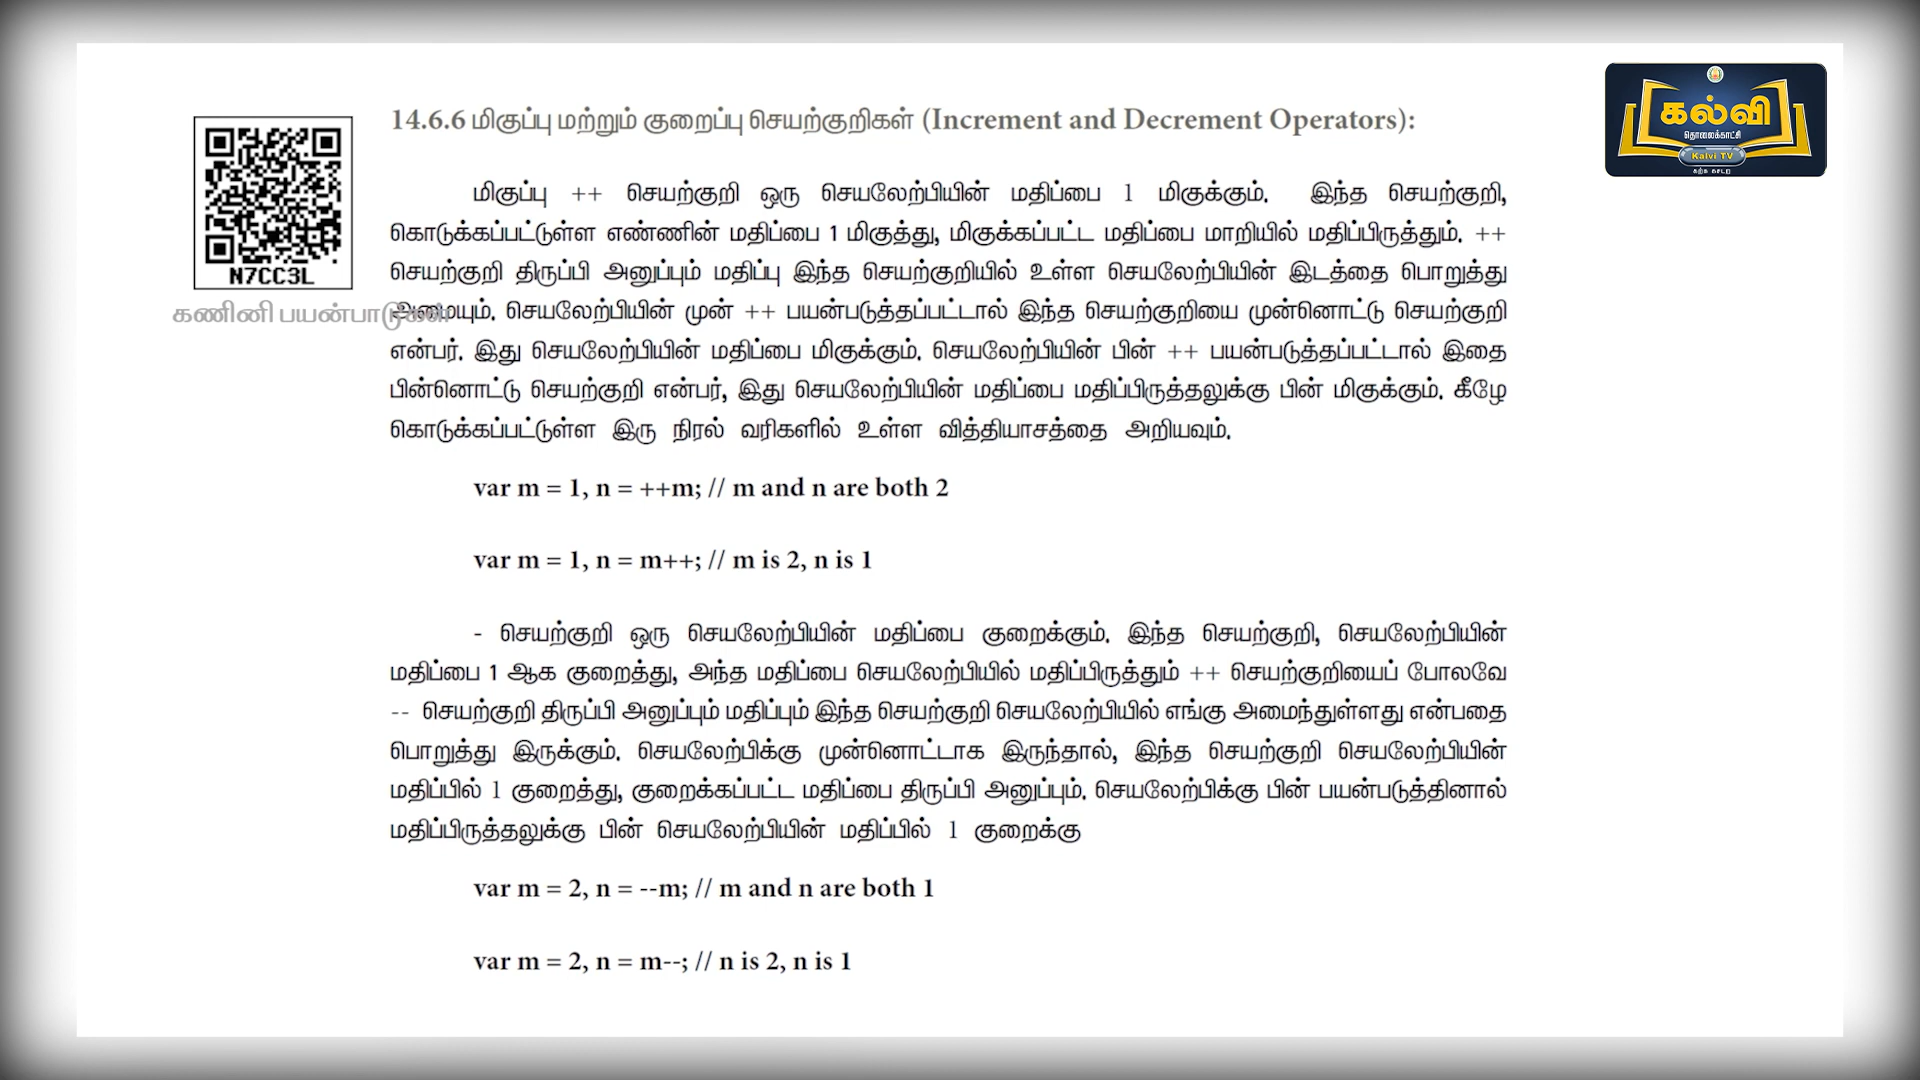 14.6.6 மிகுப்பு மற்றும் குறைப்பு செயற்குறிகள் (Increment and Decrement Operators):
கல்வி
தொலைக்காட்சி
Kalvi TV
கற்க கசடற
N7CC3L
கணினி பயன்பாடுகள்
மிகுப்பு ++ செயற்குறி ஒரு செயலேற்பியின் மதிப்பை 1 மிகுக்கும். இந்த செயற்குறி,
கொடுக்கப்பட்டுள்ள எண்ணின் மதிப்பை 1 மிகுத்து, மிகுக்கப்பட்ட மதிப்பை மாறியில் மதிப்பிருத்தும். ++
செயற்குறி திருப்பி அனுப்பும் மதிப்பு இந்த செயற்குறியில் உள்ள செயலேற்பியின் இடத்தை பொறுத்து
அமையும். செயலேற்பியின் முன் ++ பயன்படுத்தப்பட்டால் இந்த செயற்குறியை முன்னொட்டு செயற்குறி
என்பர். இது செயலேற்பியின் மதிப்பை மிகுக்கும். செயலேற்பியின் பின் ++ பயன்படுத்தப்பட்டால் இதை
பின்னொட்டு செயற்குறி என்பர், இது செயலேற்பியின் மதிப்பை மதிப்பிருத்தலுக்கு பின் மிகுக்கும். கீழே
கொடுக்கப்பட்டுள்ள இரு நிரல் வரிகளில் உள்ள வித்தியாசத்தை அறியவும்.
var m = 1, n = ++m; // m and n are both 2
var m = 1, n = m++; // m is 2, n is 1
- செயற்குறி ஒரு செயலேற்பியின் மதிப்பை குறைக்கும். இந்த செயற்குறி, செயலேற்பியின்
மதிப்பை 1 ஆக குறைத்து, அந்த மதிப்பை செயலேற்பியில் மதிப்பிருத்தும் ++ செயற்குறியைப் போலவே
-- செயற்குறி திருப்பி அனுப்பும் மதிப்பும் இந்த செயற்குறி செயலேற்பியில் எங்கு அமைந்துள்ளது என்பதை
பொறுத்து இருக்கும். செயலேற்பிக்கு முன்னொட்டாக இருந்தால், இந்த செயற்குறி செயலேற்பியின்
மதிப்பில் 1 குறைத்து, குறைக்கப்பட்ட மதிப்பை திருப்பி அனுப்பும். செயலேற்பிக்கு பின் பயன்படுத்தினால்
மதிப்பிருத்தலுக்கு பின் செயலேற்பியின் மதிப்பில் 1 குறைக்கு
var m = 2, n = --m; // m and n are both 1
var m = 2, n = m--; // n is 2, n is 1